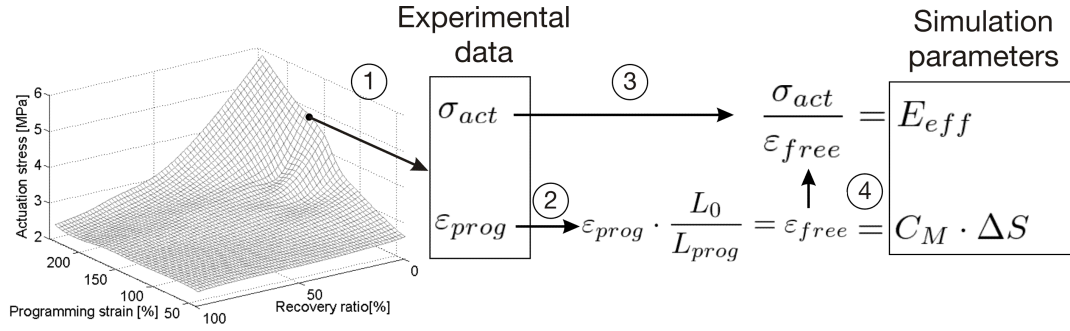 Experimental
data
Simulation
parameters
1
3
2
4
σ_act
σ_act / ε_free = E_eff
ε_prog
ε_prog · L_0 / L_prog = ε_free = C_M · ΔS
Actuation stress [MPa]
6
5
4
3
2
200
150
100
50
Programming strain [%]
0
50
100
Recovery ratio[%]